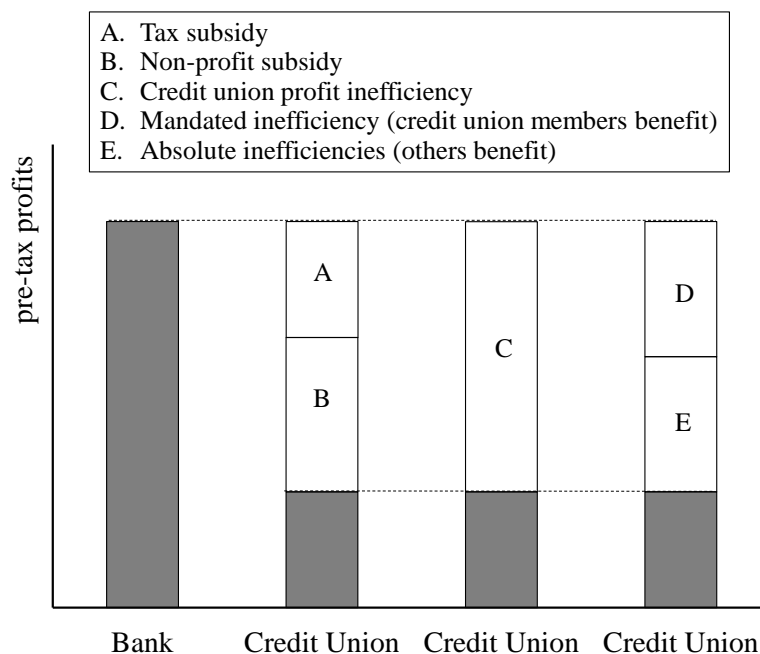 A. Tax subsidy
B. Non-profit subsidy
C. Credit union profit inefficiency
D. Mandated inefficiency (credit union members benefit)
E. Absolute inefficiencies (others benefit)
pre-tax profits
A
D
C
B
E
Bank Credit Union Credit Union Credit Union